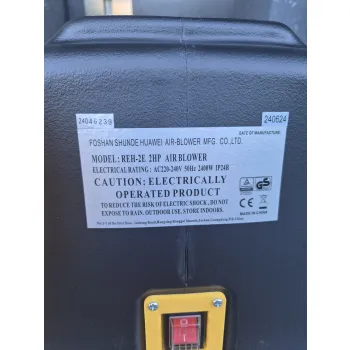 24046239
DATE OF MANUFACTURE:
240624
FOSHAN SHUNDE HUAWEI AIR-BLOWER MFG CO.,LTD.
MODEL: REH-2E 2HP AIR BLOWER
ELECTRICAL RATING : AC220-240V 50Hz 2400W IP24B
CAUTION: ELECTRICALLY
OPERATED PRODUCT
TO REDUCE THE RISK OF ELECTRIC SHOCK , DO NOT
EXPOSE TO RAIN. OUTDOOR USE, STORE INDOORS.
MADE IN CHINA